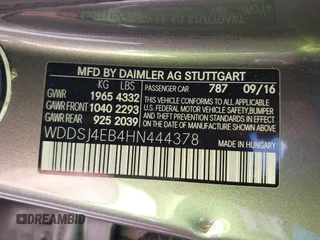 MFD BY DAIMLER AG STUTTGART
KG LBS
GVWR 1965 4332
GAWR FRONT 1040 2293
GAWR REAR 925 2039
PASSENGER CAR 787 09/16
THIS VEHICLE CONFORMS TO ALL APPLICABLE
U.S. FEDERAL MOTOR VEHICLE SAFETY,
BUMPER, AND THEFT PREVENTION STANDARDS
IN EFFECT ON THE DATE OF
MANUFACTURE SHOWN ABOVE.
WDDSJ4EB4HN444378
MADE IN HUNGARY
DREAMBID